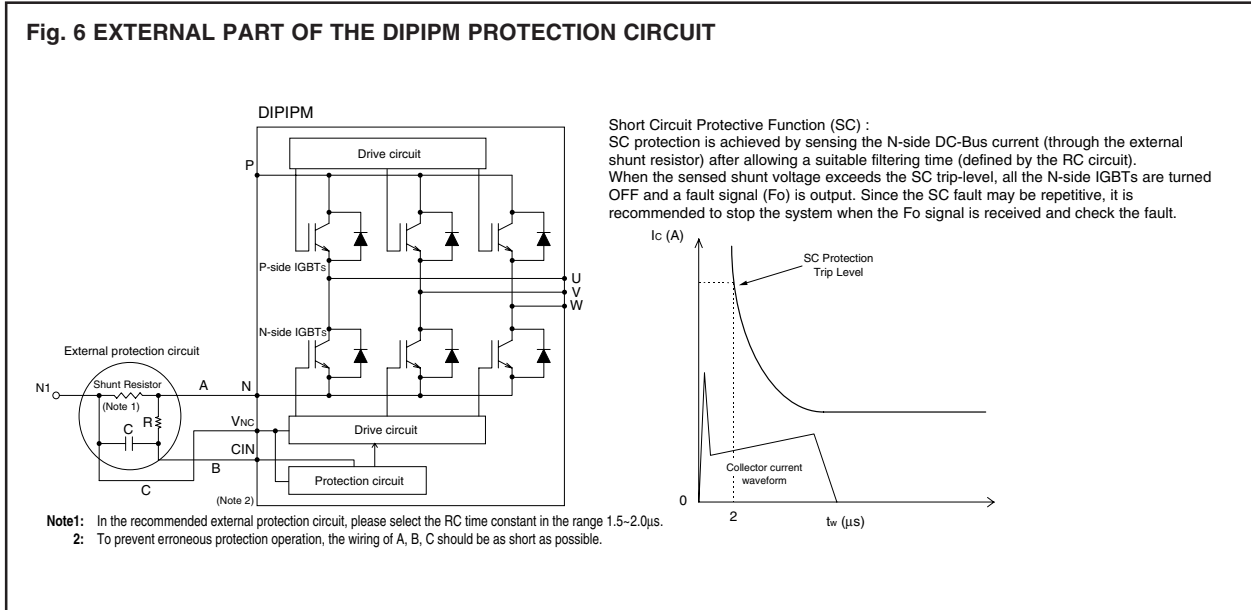 Fig. 6 EXTERNAL PART OF THE DIPIPM PROTECTION CIRCUIT
DIPIPM
Drive circuit
P
P-side IGBTs
U
V
W
N-side IGBTs
External protection circuit
Shunt Resistor
(Note 1)
N1
A
N
R
C
VNC
Drive circuit
CIN
B
Protection circuit
C
(Note 2)
Short Circuit Protective Function (SC) :
SC protection is achieved by sensing the N-side DC-Bus current (through the external
shunt resistor) after allowing a suitable filtering time (defined by the RC circuit).
When the sensed shunt voltage exceeds the SC trip-level, all the N-side IGBTs are turned
OFF and a fault signal (Fo) is output. Since the SC fault may be repetitive, it is
recommended to stop the system when the Fo signal is received and check the fault.
IC (A)
SC Protection
Trip Level
Collector current
waveform
0
2
tw (μs)
Note1: In the recommended external protection circuit, please select the RC time constant in the range 1.5~2.0μs.
2: To prevent erroneous protection operation, the wiring of A, B, C should be as short as possible.